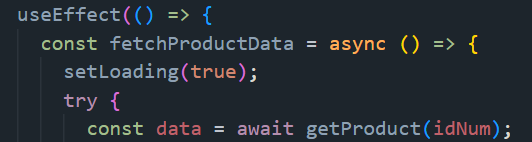 useEffect(() => {
const fetchProductData = async () => {
setLoading(true);
try {
const data = await getProduct(idNum);